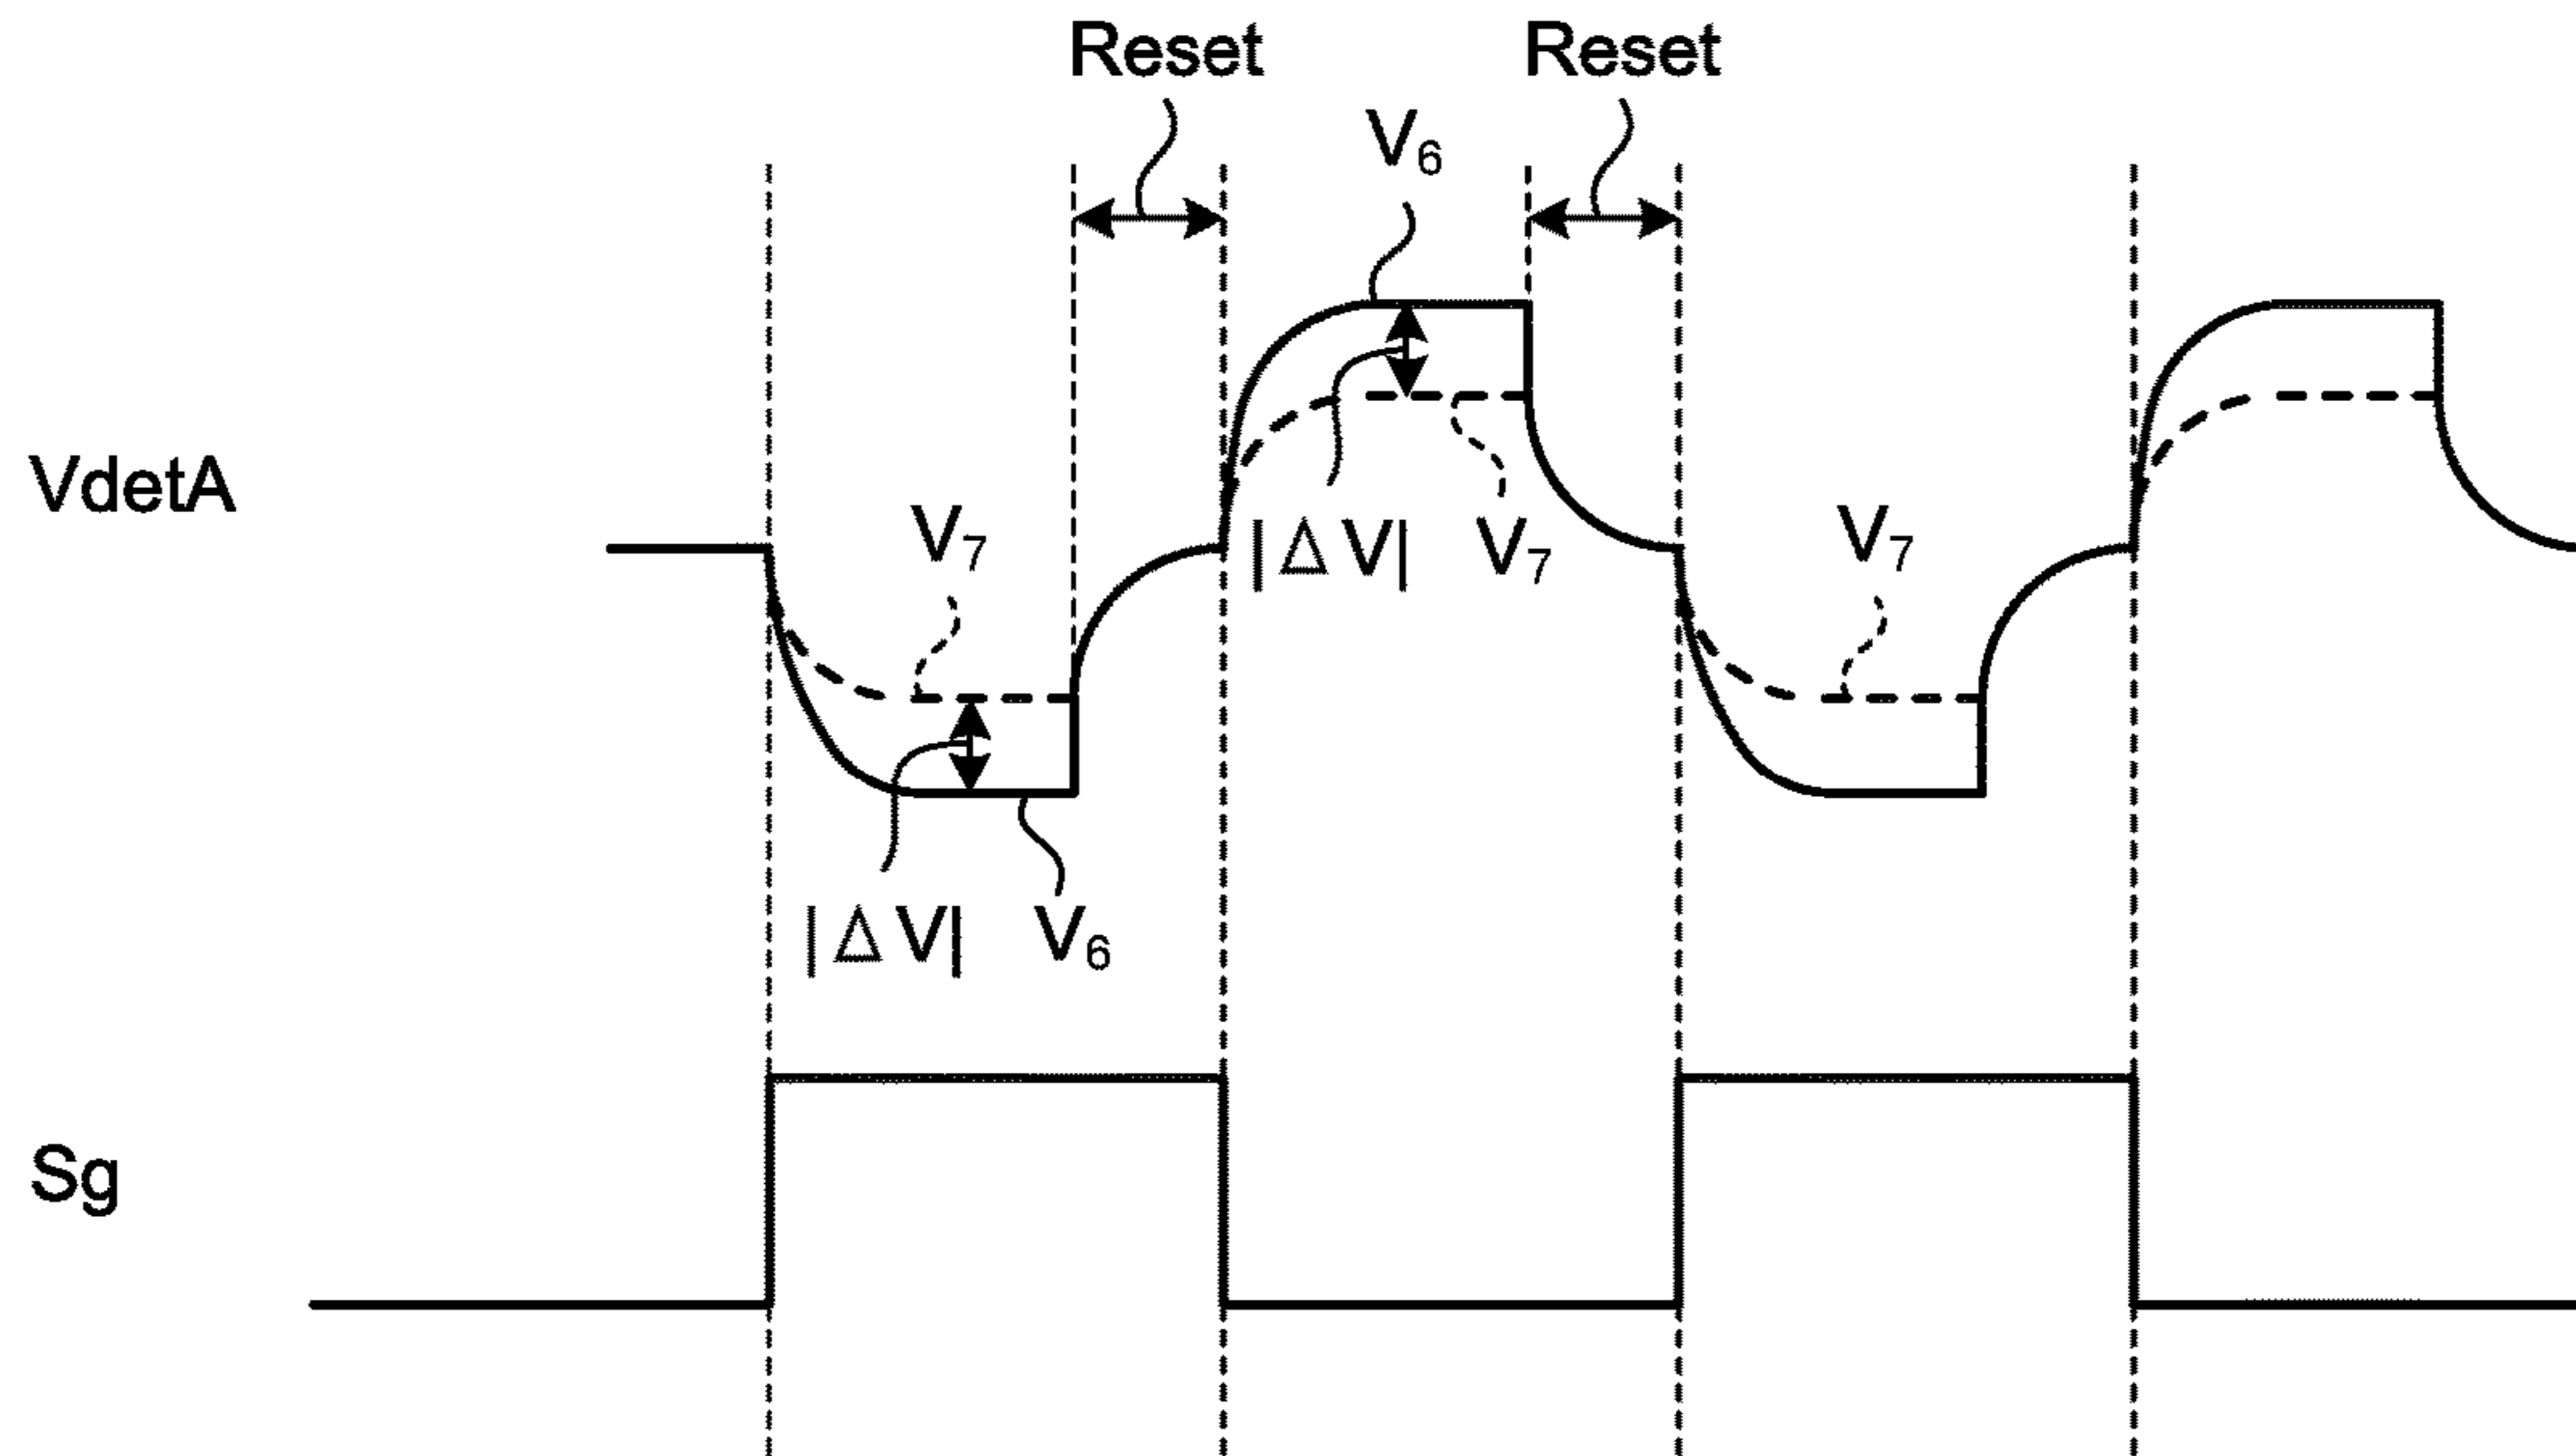 Reset Reset
V₆
VdetA
V₇ |ΔV| V₇ V₇
|ΔV| V₆
Sg